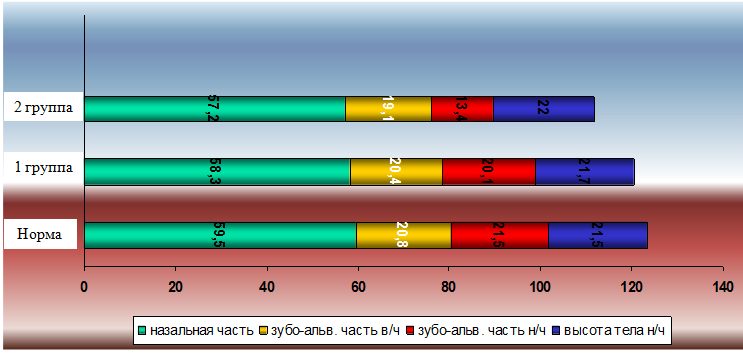 2 группа
57,2 19,1 13,4 22
1 группа
58,3 20,4 20,1 21,7
Норма
59,5 20,8 21,5 21,5
0 20 40 60 80 100 120 140
назальная часть зубо-альв. часть в/ч зубо-альв. часть н/ч высота тела н/ч